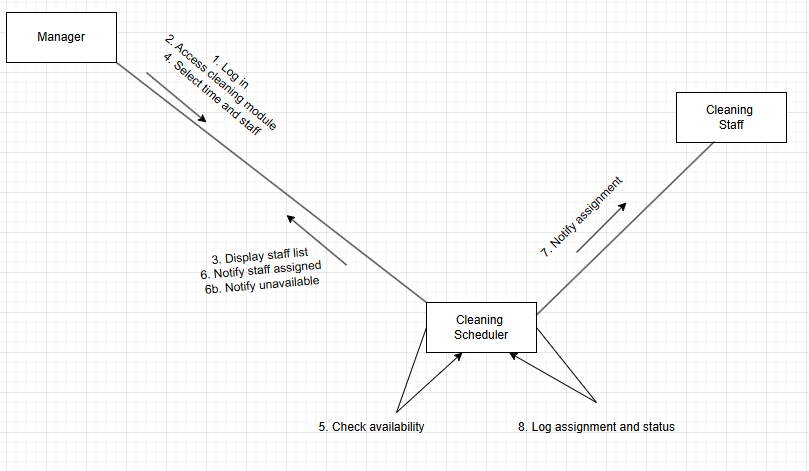 Manager
1. Log in
2. Access cleaning module
4. Select time and staff
Cleaning
Staff
7. Notify assignment
3. Display staff list
6. Notify staff assigned
6b. Notify unavailable
Cleaning
Scheduler
5. Check availability
8. Log assignment and status